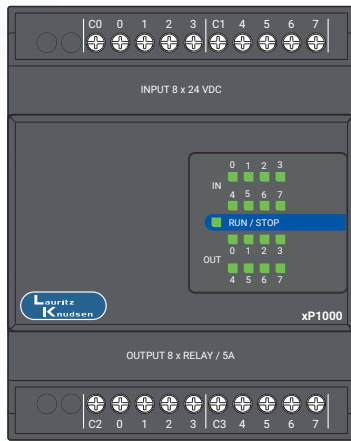 C0 0 1 2 3 C1 4 5 6 7
INPUT 8 x 24 VDC
0 1 2 3
IN
4 5 6 7
RUN / STOP
0 1 2 3
OUT
4 5 6 7
Lauritz
Knudsen
xP1000
OUTPUT 8 x RELAY / 5A
C2 0 1 2 3 C3 4 5 6 7